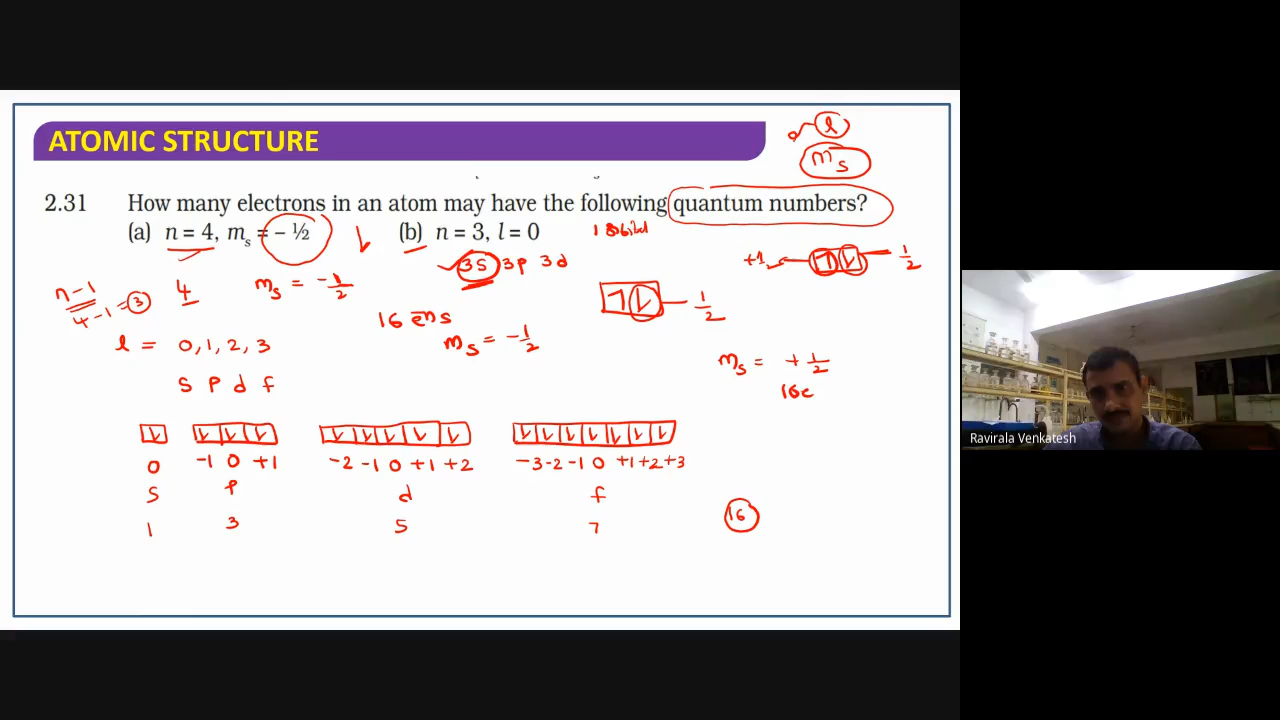 ATOMIC STRUCTURE
l
ms
2.31 How many electrons in an atom may have the following quantum numbers?
(a) n = 4, ms = – ½ (b) n = 3, l = 0
1 orbital
3s 3p 3d
+1
1/2
n-1
4-1 = 3
4
ms = -1/2
16 ens
ms = -1/2
1/2
l = 0, 1, 2, 3
ms = + 1/2
16e
s p d f
0 -1 0 +1 -2 -1 0 +1 +2 -3 -2 -1 0 +1 +2 +3
s p d f
1 3 5 7
16
Ravirala Venkatesh